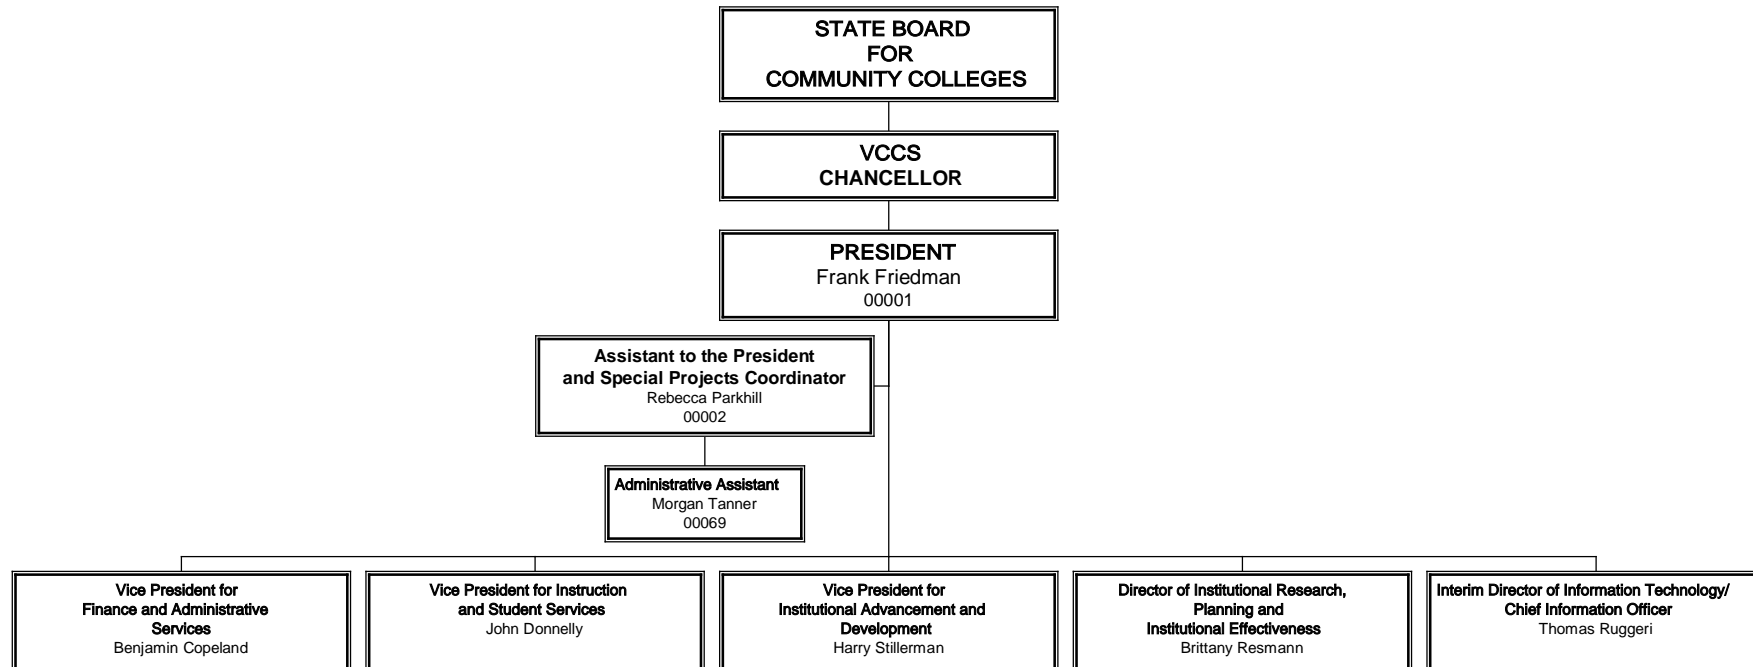 STATE BOARD
FOR
COMMUNITY COLLEGES
VCCS
CHANCELLOR
PRESIDENT
Frank Friedman
00001
Assistant to the President
and Special Projects Coordinator
Rebecca Parkhill
00002
Administrative Assistant
Morgan Tanner
00069
Vice President for
Finance and Administrative
Services
Benjamin Copeland
Vice President for Instruction
and Student Services
John Donnelly
Vice President for
Institutional Advancement and
Development
Harry Stillerman
Director of Institutional Research,
Planning and
Institutional Effectiveness
Brittany Resmann
Interim Director of Information Technology/
Chief Information Officer
Thomas Ruggeri